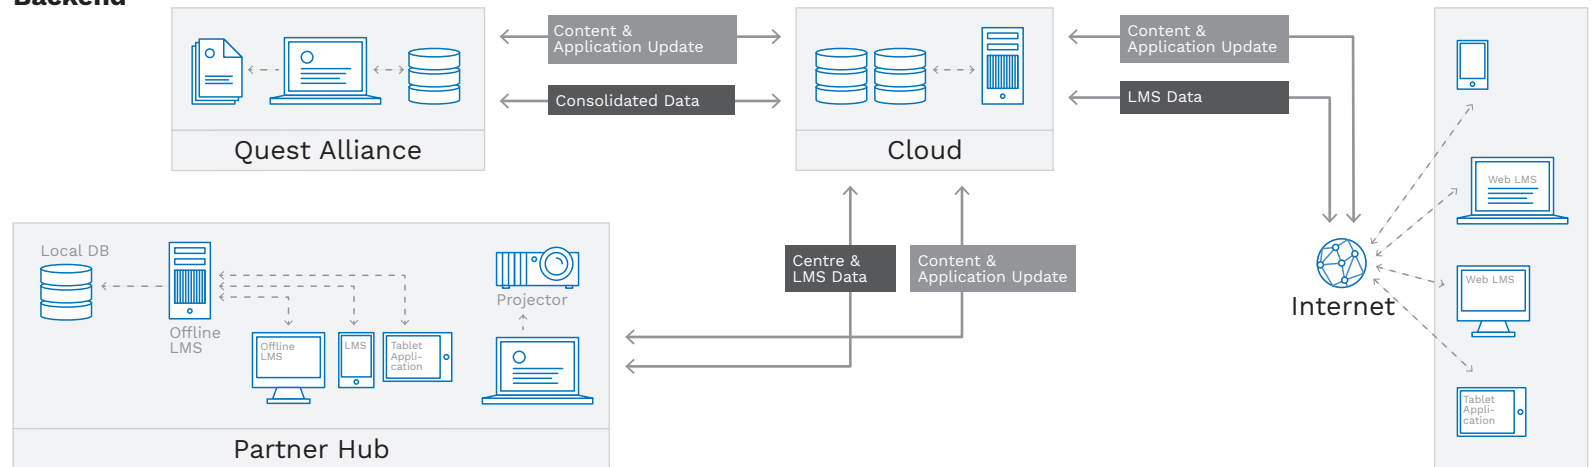 Backend
Content &
Application Update
Consolidated Data
Quest Alliance
Cloud
Content &
Application Update
LMS Data
Centre &
LMS Data
Content &
Application Update
Internet
Web LMS
Web LMS
Tablet
Appli-
cation
Local DB
Offline
LMS
Offline
LMS
LMS
Tablet
Appli-
cation
Projector
Partner Hub